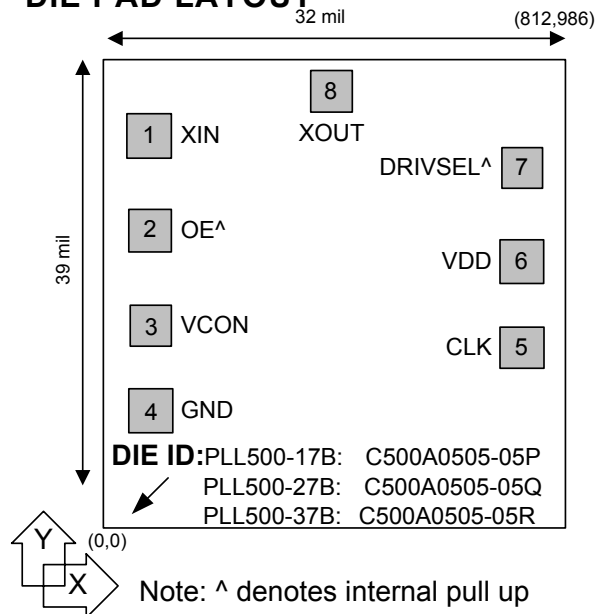 DIE PAD LAYOUT
32 mil
(812,986)
8
XOUT
1 XIN
DRIVSEL^ 7
2 OE^
39 mil
VDD 6
3 VCON
CLK 5
4 GND
DIE ID:PLL500-17B: C500A0505-05P
PLL500-27B: C500A0505-05Q
PLL500-37B: C500A0505-05R
Y
(0,0)
X
Note: ^ denotes internal pull up